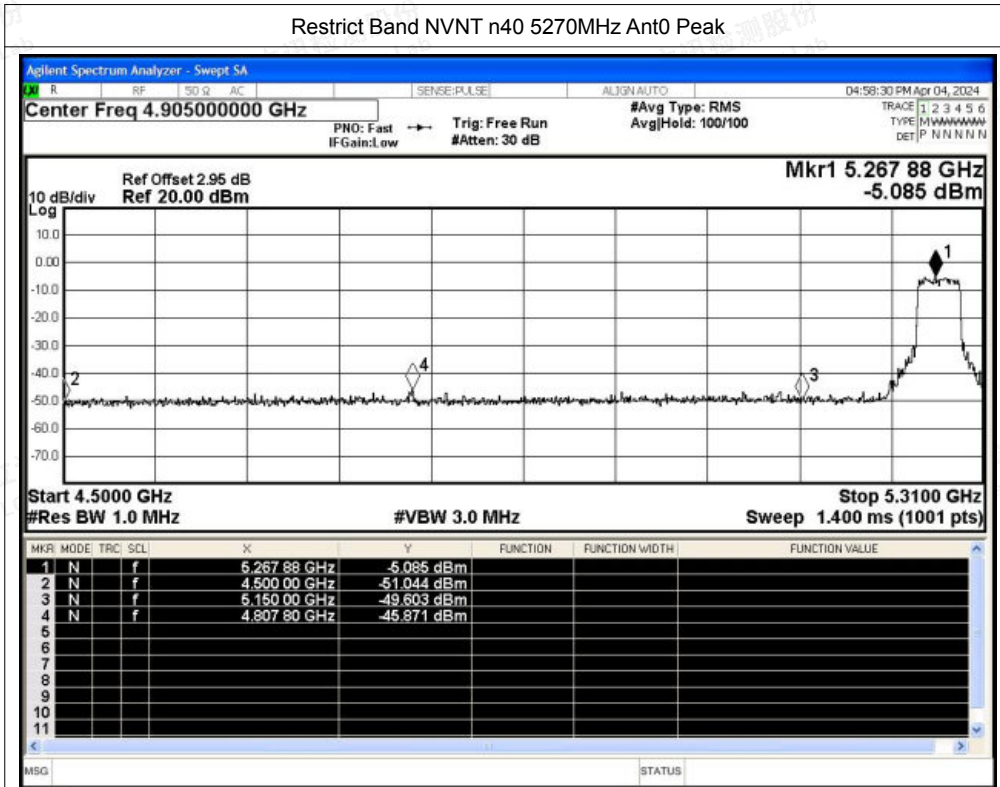 Restrict Band NVNT n40 5270MHz Ant0 Peak
Agilent Spectrum Analyzer - Swept SA
R RF 50 Ω AC SENSE:PULSE ALIGN AUTO 04:58:30 PM Apr 04, 2024
Center Freq 4.905000000 GHz #Avg Type: RMS TRACE 1 2 3 4 5 6
PNO: Fast Trig: Free Run Avg|Hold: 100/100 TYPE M WWWWW
IFGain:Low #Atten: 30 dB DET P N N N N N
Mkr1 5.267 88 GHz
Ref Offset 2.95 dB
10 dB/div Ref 20.00 dBm -5.085 dBm
Log
10.0
0.00
-10.0
-20.0
-30.0
-40.0
-50.0
-60.0
-70.0
1
2
3
4
Start 4.5000 GHz Stop 5.3100 GHz
#Res BW 1.0 MHz #VBW 3.0 MHz Sweep 1.400 ms (1001 pts)
MKR MODE TRC SCL X Y FUNCTION FUNCTION WIDTH FUNCTION VALUE
1 N f 5.267 88 GHz -5.085 dBm
2 N f 4.500 00 GHz -51.044 dBm
3 N f 5.150 00 GHz -49.603 dBm
4 N f 4.807 80 GHz -45.871 dBm
5
6
7
8
9
10
11
MSG STATUS